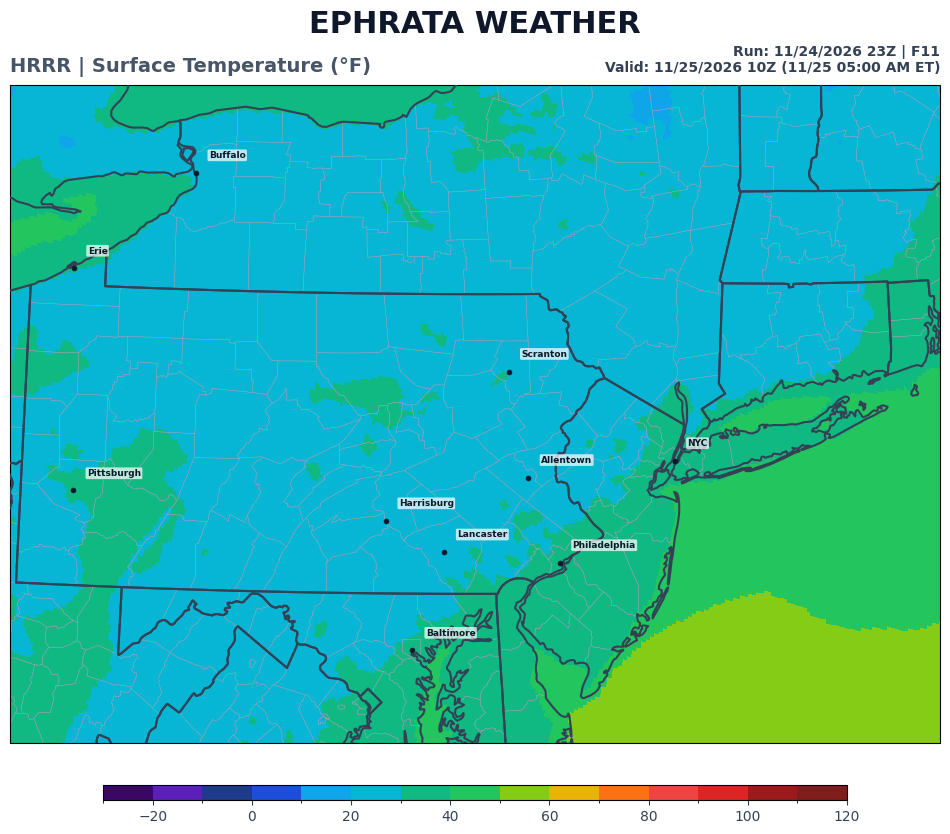 EPHRATA WEATHER
HRRR | Surface Temperature (°F)
Run: 11/24/2026 23Z | F11
Valid: 11/25/2026 10Z (11/25 05:00 AM ET)
Buffalo
Erie
Scranton
NYC
Allentown
Pittsburgh
Harrisburg
Lancaster
Philadelphia
Baltimore
−20 0 20 40 60 80 100 120